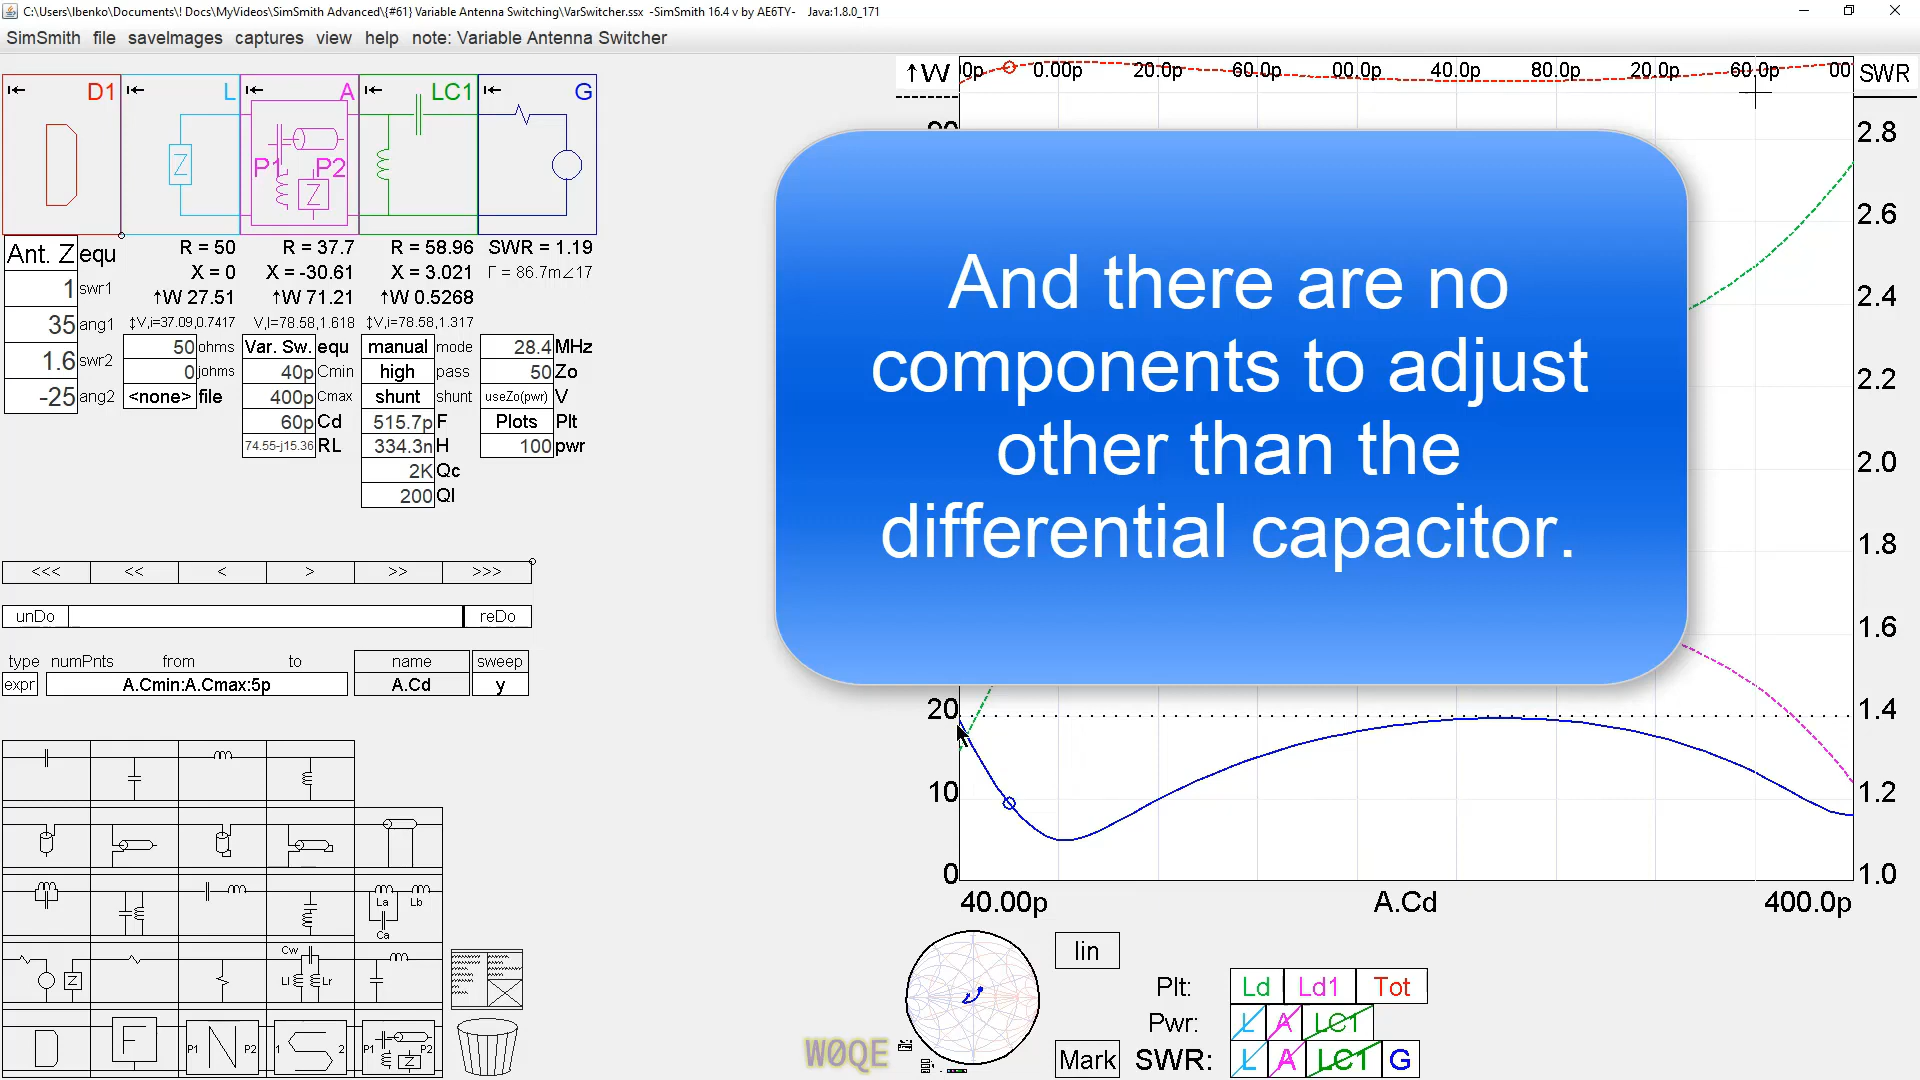 C:\Users\lbenko\Documents\! Docs\MyVideos\SimSmith Advanced\{#61} Variable Antenna Switching\VarSwitcher.ssx -SimSmith 16.4 v by AE6TY- Java:1.8.0_171
SimSmith file saveImages captures view help note: Variable Antenna Switcher
D1 L A LC1 G
Z P1 P2 Z
Ant. Z equ
1 swr1
35 ang1
1.6 swr2
-25 ang2
R = 50
X = 0
↑W 27.51
‡V,i=37.09,0.7417
50 ohms
0 johms
<none> file
R = 37.7
X = -30.61
↑W 71.21
V,I=78.58,1.618
Var. Sw. equ
40p Cmin
400p Cmax
60p Cd
74.55-j15.36 RL
R = 58.96
X = 3.021
↑W 0.5268
‡V,i=78.58,1.317
manual mode
high pass
shunt shunt
515.7p F
334.3n H
2K Qc
200 Ql
SWR = 1.19
Γ = 86.7m∠17
28.4 MHz
50 Zo
useZo(pwr) V
Plots Plt
100 pwr
<<< << < > >> >>>
unDo reDo
type numPnts from to name sweep
expr A.Cmin:A.Cmax:5p A.Cd y
La Lb
Ca
Z Cw Ll Lr
D F P1 N P2 1 S 2 P1 P2 Z
↑W 0p 0.00p 20.0p 60.0p 00.0p 40.0p 80.0p 20.0p 60.0p 00 SWR
2.8
2.6
2.4
2.2
2.0
1.8
1.6
And there are no
components to adjust
other than the
differential capacitor.
20 1.4
10 1.2
0 1.0
40.00p A.Cd 400.0p
lin
Plt: Ld Ld1 Tot
Pwr: L A LC1
W0QE Mark SWR: L A LC1 G